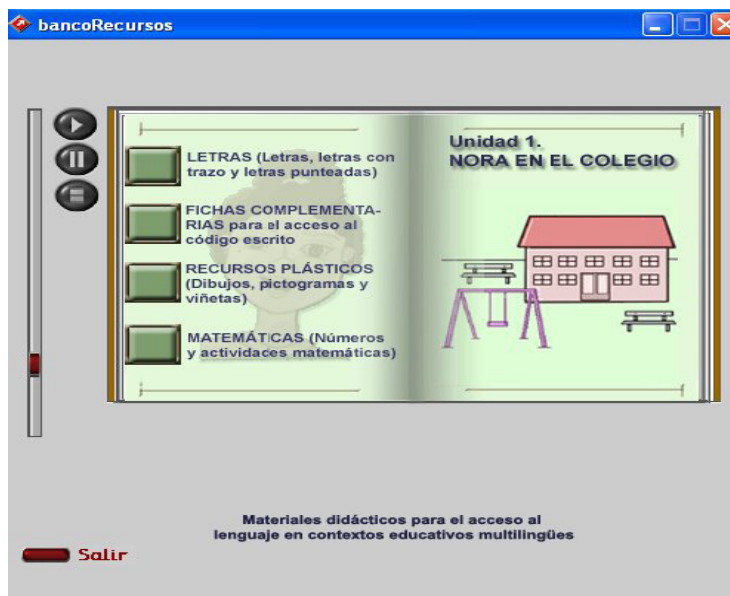 bancoRecursos
LETRAS (Letras, letras con
trazo y letras punteadas)
FICHAS COMPLEMENTA-
RIAS para el acceso al
código escrito
RECURSOS PLÁSTICOS
(Dibujos, pictogramas y
viñetas)
MATEMÁTICAS (Números
y actividades matemáticas)
Unidad 1.
NORA EN EL COLEGIO
Materiales didácticos para el acceso al
lenguaje en contextos educativos multilingües
Salir